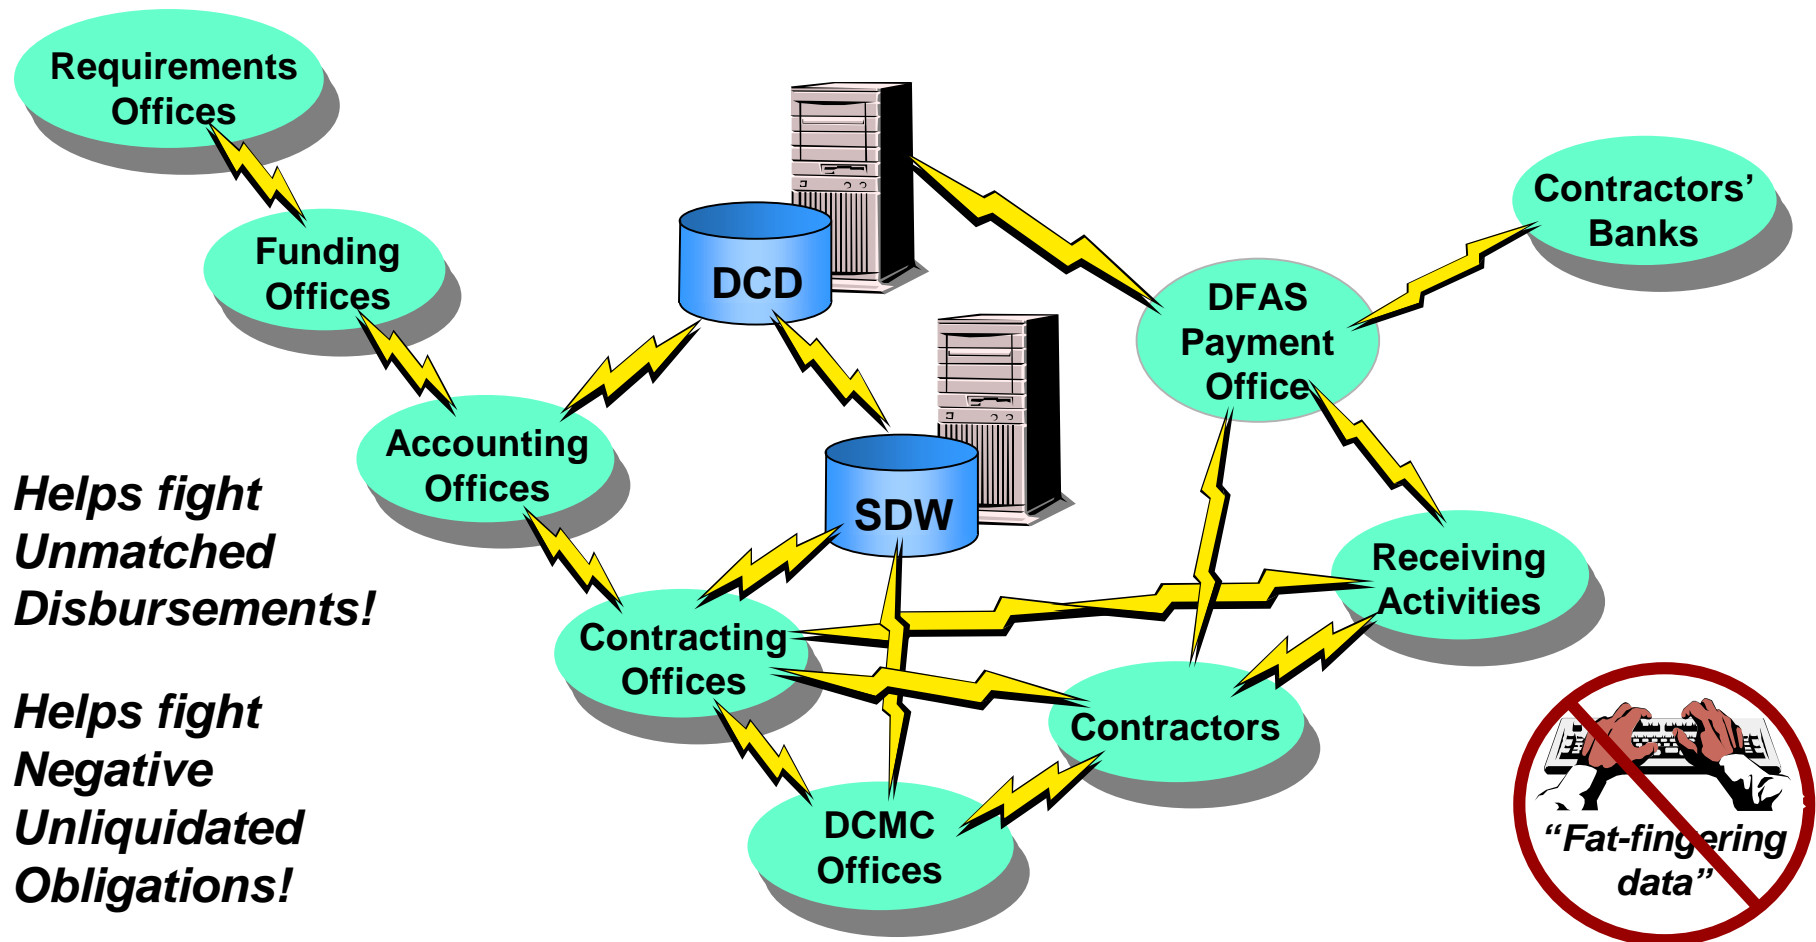 Requirements
Offices
Contractors’
Banks
Funding
Offices
DCD
DFAS
Payment
Office
Accounting
Offices
SDW
Helps fight
Unmatched
Disbursements!
Receiving
Activities
Contracting
Offices
Contractors
Helps fight
Negative
Unliquidated
Obligations!
DCMC
Offices
“Fat-fingering
data”